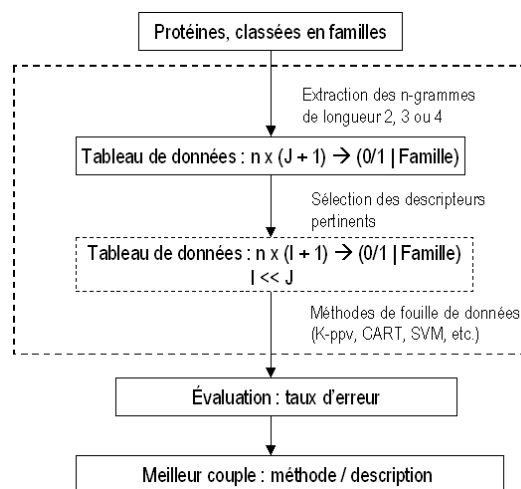 Protéines, classées en familles
Extraction des n-grammes
de longueur 2, 3 ou 4
Tableau de données : n x (J + 1) → (0/1 | Famille)
Sélection des descripteurs
pertinents
Tableau de données : n x (I + 1) → (0/1 | Famille)
I << J
Méthodes de fouille de données
(K-ppv, CART, SVM, etc.)
Évaluation : taux d'erreur
Meilleur couple : méthode / description